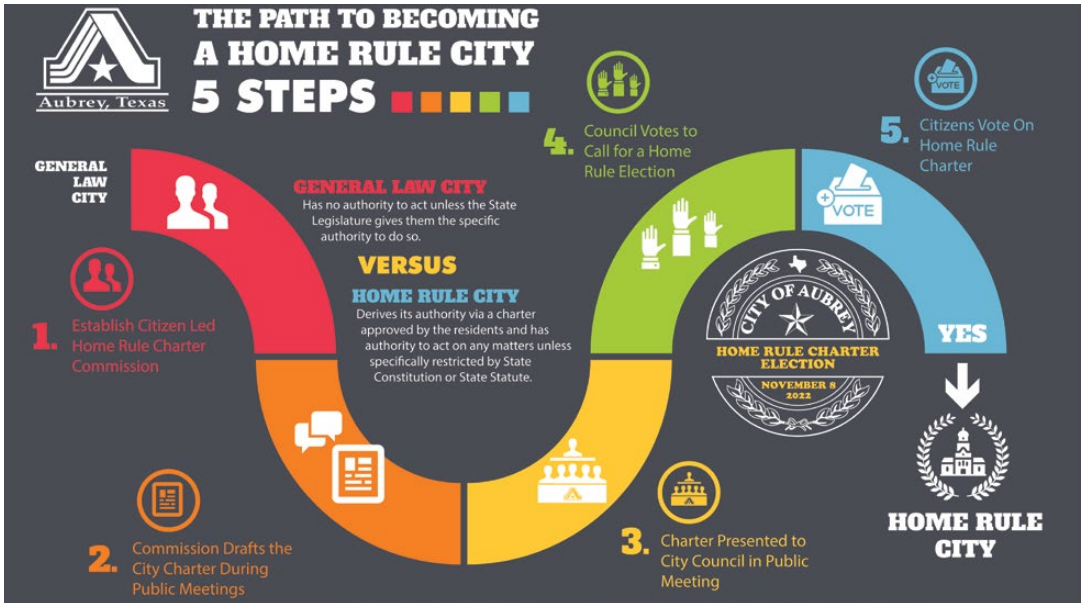 THE PATH TO BECOMING
A HOME RULE CITY
5 STEPS
Aubrey, Texas
GENERAL
LAW
CITY
GENERAL LAW CITY
Has no authority to act unless the State
Legislature gives them the specific
authority to do so.
VERSUS
HOME RULE CITY
Derives its authority via a charter
approved by the residents and has
authority to act on any matters unless
specifically restricted by State
Constitution or State Statute.
1. Establish Citizen Led
Home Rule Charter
Commission
2. Commission Drafts the
City Charter During
Public Meetings
3. Charter Presented to
City Council in Public
Meeting
4. Council Votes to
Call for a Home
Rule Election
VOTE
5. Citizens Vote On
Home Rule
Charter
VOTE
CITY OF AUBREY
HOME RULE CHARTER
ELECTION
NOVEMBER 8
2022
YES
HOME RULE
CITY